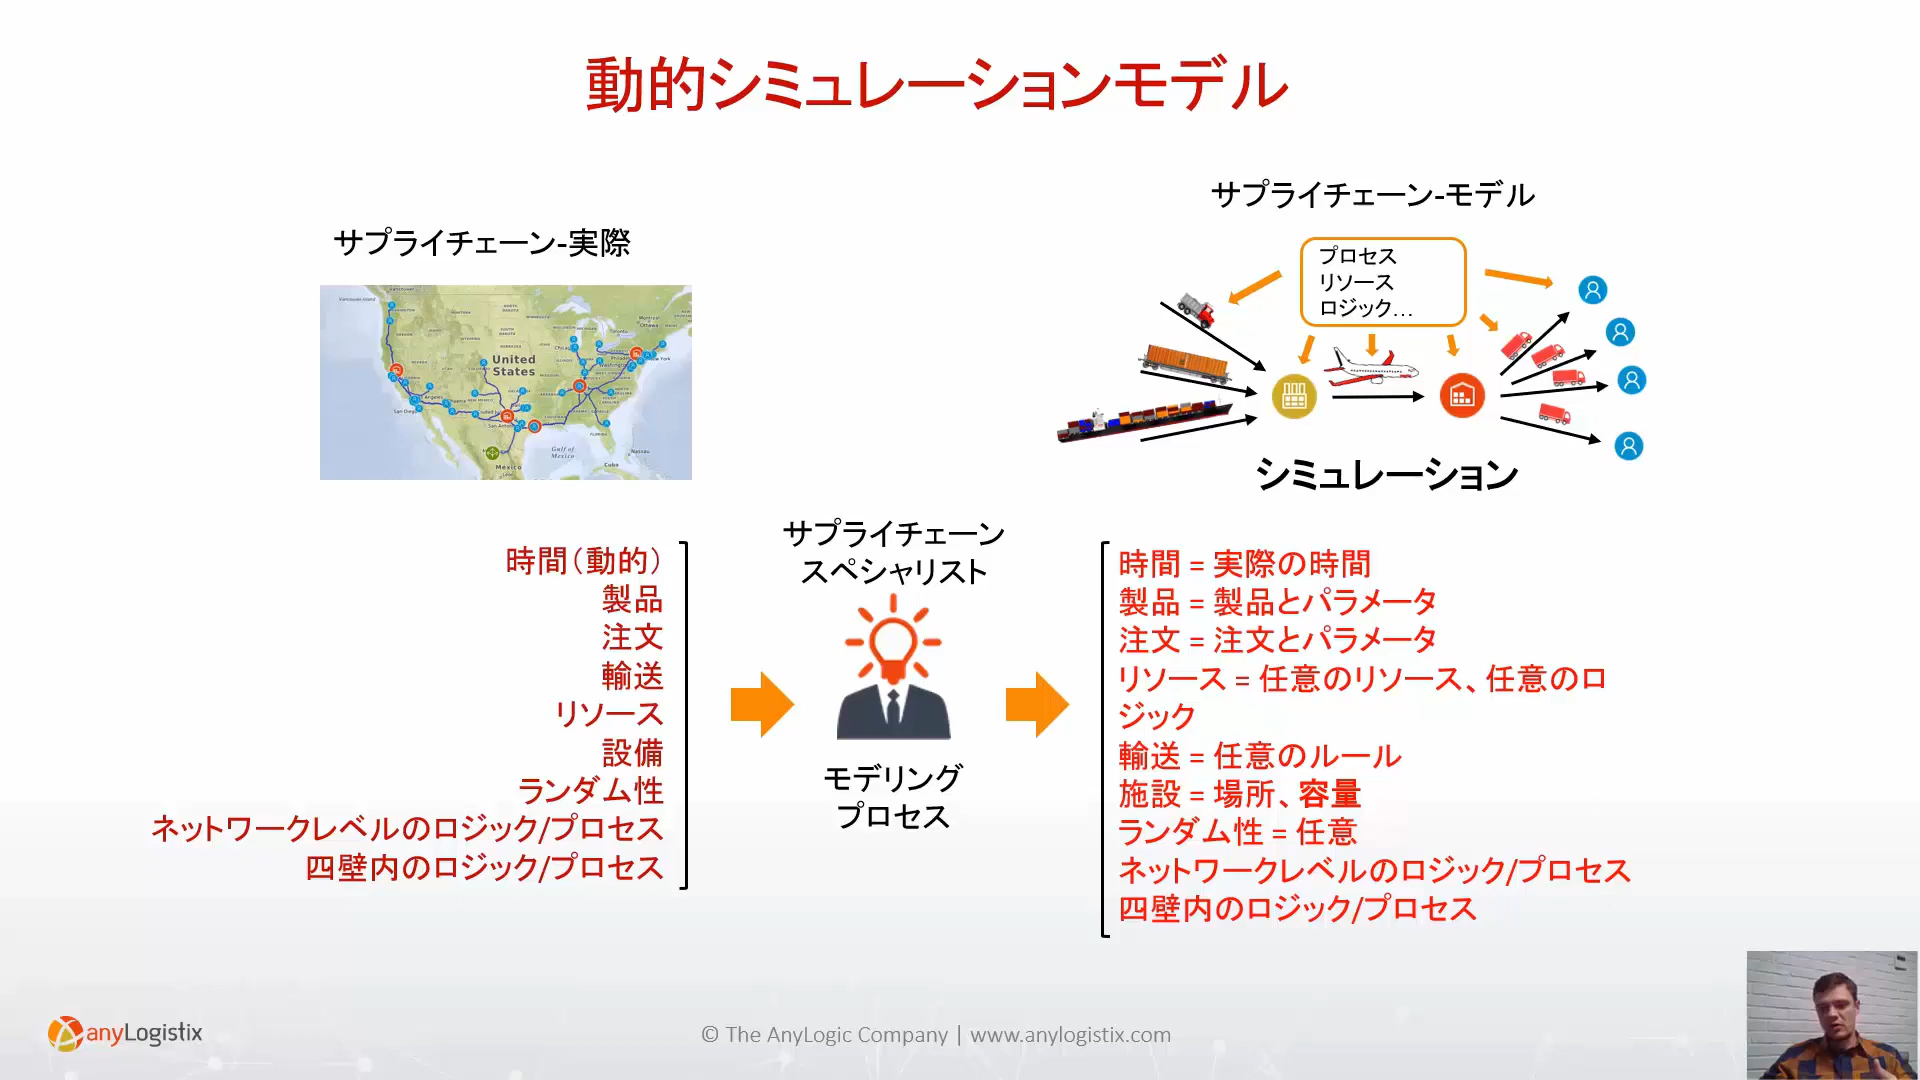 動的シミュレーションモデル
サプライチェーン-実際
United
States
Gulf of
Mexico
Mexico
Cuba
サプライチェーン-モデル
プロセス
リソース
ロジック...
シミュレーション
時間（動的）
製品
注文
輸送
リソース
設備
ランダム性
ネットワークレベルのロジック/プロセス
四壁内のロジック/プロセス
サプライチェーン
スペシャリスト
モデリング
プロセス
時間 = 実際の時間
製品 = 製品とパラメータ
注文 = 注文とパラメータ
リソース = 任意のリソース、任意のロ
ジック
輸送 = 任意のルール
施設 = 場所、容量
ランダム性 = 任意
ネットワークレベルのロジック/プロセス
四壁内のロジック/プロセス
anyLogistix
© The AnyLogic Company | www.anylogistix.com